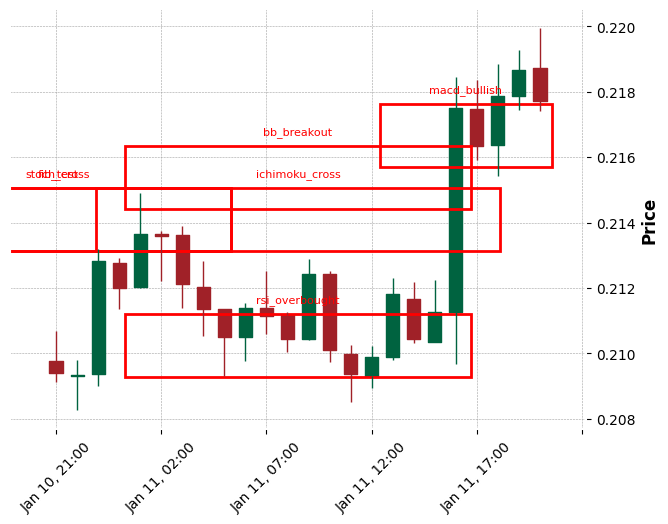 0.220
0.218
0.216
0.214
0.212
0.210
0.208
Price
macd_bullish
bb_breakout
fib_test
ichimoku_cross
rsi_overbought
Jan 10, 21:00
Jan 11, 02:00
Jan 11, 07:00
Jan 11, 12:00
Jan 11, 17:00